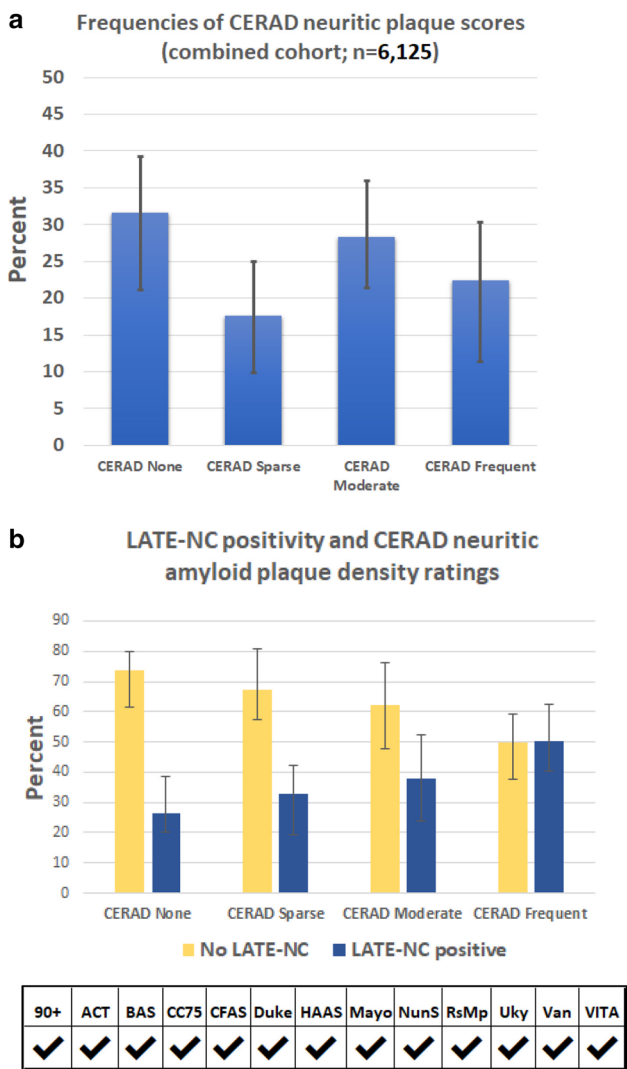 a
Frequencies of CERAD neuritic plaque scores
(combined cohort; n=6,125)
50
45
40
35
30
25
20
15
10
5
0
Percent
CERAD None CERAD Sparse CERAD Moderate CERAD Frequent
b
LATE-NC positivity and CERAD neuritic
amyloid plaque density ratings
90
80
70
60
50
40
30
20
10
0
Percent
CERAD None CERAD Sparse CERAD Moderate CERAD Frequent
No LATE-NC LATE-NC positive
90+ ACT BAS CC75 CFAS Duke HAAS Mayo NunS RsMp Uky Van VITA